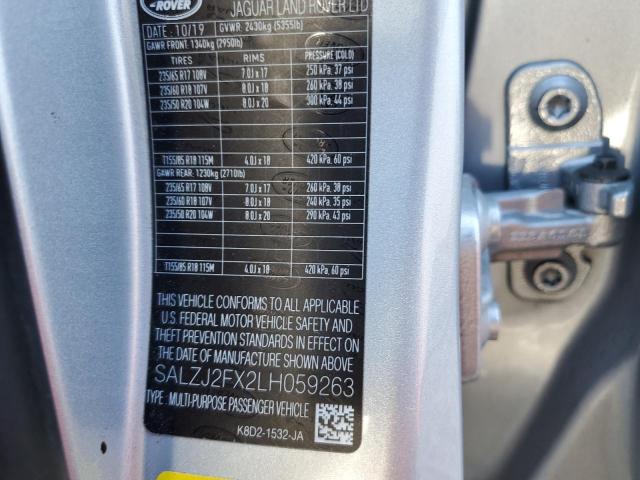 ROVER
JAGUAR LAND ROVER LTD
DATE: 10/19 GVWR: 2430kg (5355lb)
GAWR FRONT: 1340kg (2950lb)
TIRES RIMS PRESSURE (COLD)
235/65 R17 108V 7.0J x 17 250 kPa, 37 psi
235/60 R18 107V 8.0J x 18 260 kPa, 38 psi
235/50 R20 104W 8.0J x 20 300 kPa, 44 psi
T155/85 R18 115M 4.0J x 18 420 kPa, 60 psi
GAWR REAR: 1230kg (2710lb)
235/65 R17 108V 7.0J x 17 260 kPa, 38 psi
235/60 R18 107V 8.0J x 18 240 kPa, 35 psi
235/50 R20 104W 8.0J x 20 290 kPa, 43 psi
T155/85 R18 115M 4.0J x 18 420 kPa, 60 psi
THIS VEHICLE CONFORMS TO ALL APPLICABLE
U.S. FEDERAL MOTOR VEHICLE SAFETY AND
THEFT PREVENTION STANDARDS IN EFFECT ON
THE DATE OF MANUFACTURE SHOWN ABOVE
SALZJ2FX2LH059263
TYPE: MULTI-PURPOSE PASSENGER VEHICLE
K8D2-1532-JA